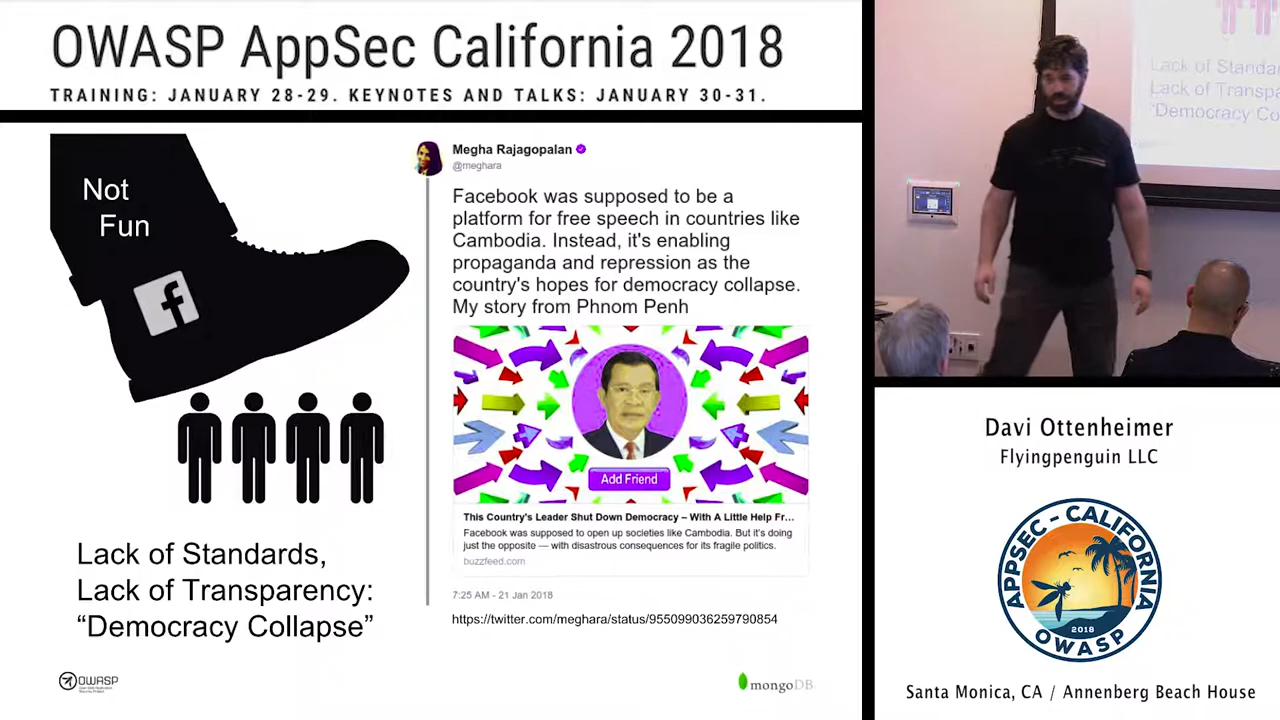 OWASP AppSec California 2018
TRAINING: JANUARY 28-29. KEYNOTES AND TALKS: JANUARY 30-31.
Not
Fun
f
Lack of Standards,
Lack of Transparency:
“Democracy Collapse”
OWASP
Megha Rajagopalan
@meghara
Facebook was supposed to be a
platform for free speech in countries like
Cambodia. Instead, it's enabling
propaganda and repression as the
country's hopes for democracy collapse.
My story from Phnom Penh
Add Friend
This Country's Leader Shut Down Democracy – With A Little Help Fr...
Facebook was supposed to open up societies like Cambodia. But it's doing
just the opposite — with disastrous consequences for its fragile politics.
buzzfeed.com
7:25 AM - 21 Jan 2018
https://twitter.com/meghara/status/955099036259790854
mongoDB
Lack of Standa
Lack of Transpa
“Democracy Co
Davi Ottenheimer
Flyingpenguin LLC
APPSEC - CALIFORNIA
2018
OWASP
Santa Monica, CA / Annenberg Beach House